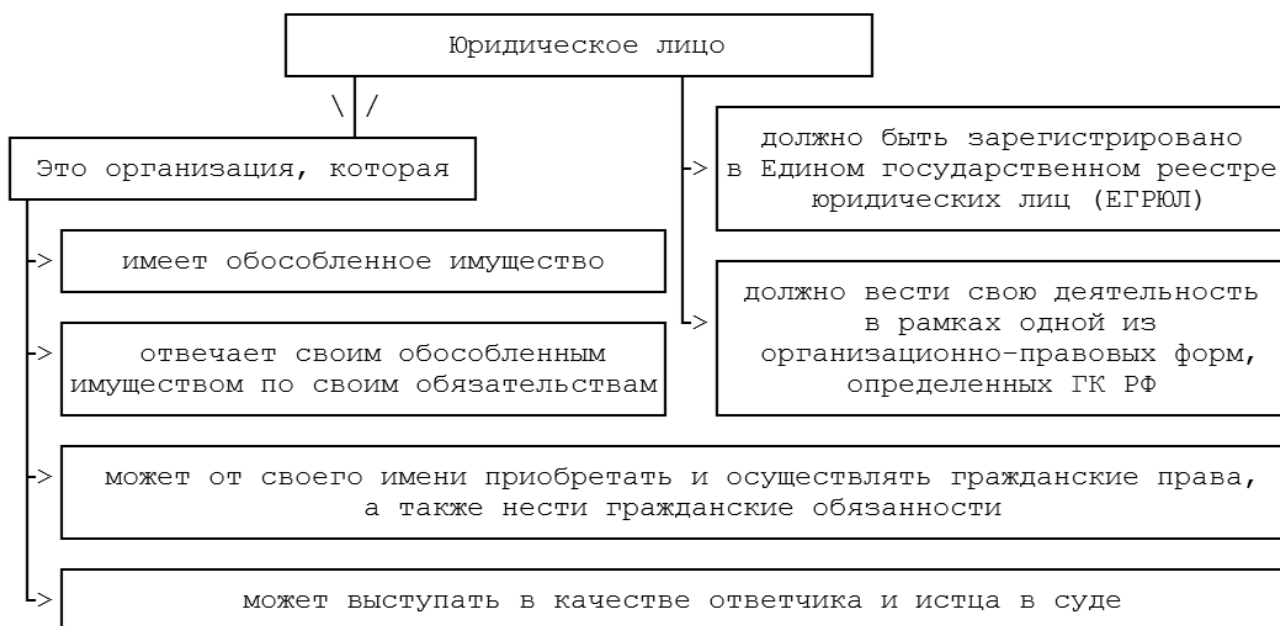 Юридическое лицо
\ /
Это организация, которая
должно быть зарегистрировано
в Едином государственном реестре
юридических лиц (ЕГРЮЛ)
имеет обособленное имущество
должно вести свою деятельность
в рамках одной из
организационно-правовых форм,
определенных ГК РФ
отвечает своим обособленным
имуществом по своим обязательствам
может от своего имени приобретать и осуществлять гражданские права,
а также нести гражданские обязанности
может выступать в качестве ответчика и истца в суде